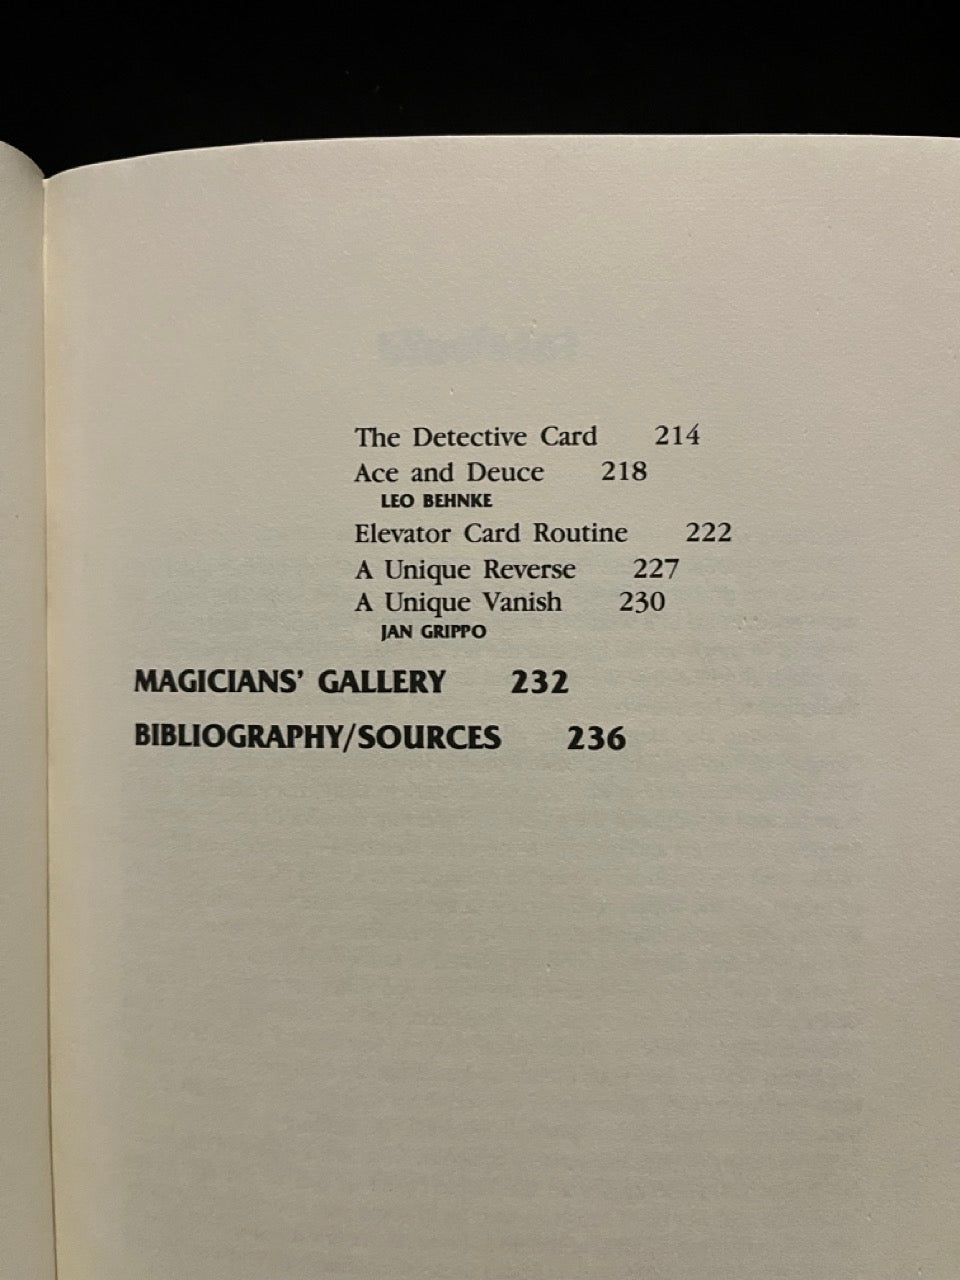 The Detective Card 214
Ace and Deuce 218
LEO BEHNKE
Elevator Card Routine 222
A Unique Reverse 227
A Unique Vanish 230
JAN GRIPPO
MAGICIANS' GALLERY 232
BIBLIOGRAPHY/SOURCES 236